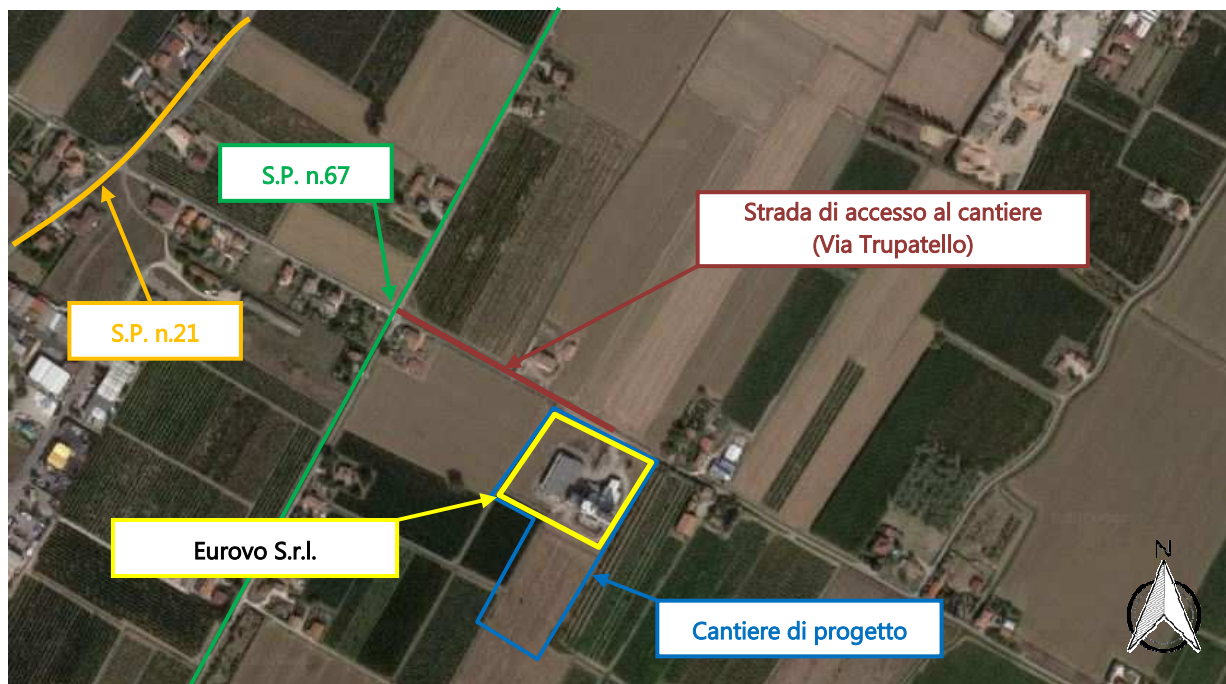 S.P. n.67
Strada di accesso al cantiere
(Via Trupatello)
S.P. n.21
Eurovo S.r.l.
Cantiere di progetto
N